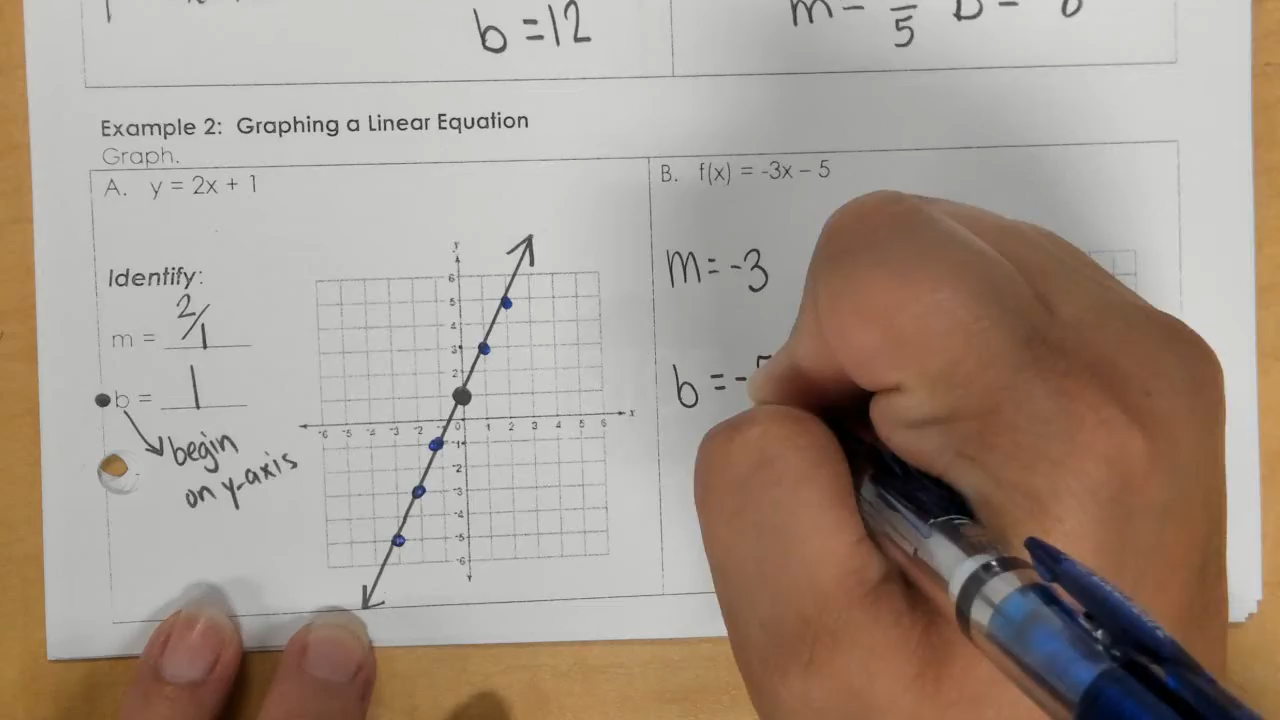 b = 12
m =
5
Example 2: Graphing a Linear Equation
Graph.
A. y = 2x + 1
Identify:
m = 2/1
b = 1
begin
on y-axis
y
6
5
4
3
2
x
-6 -5 -4 -3 -2 0 1 2 3 4 5 6
-1
-2
-3
-4
-5
-6
B. f(x) = -3x – 5
m = -3
b = -5